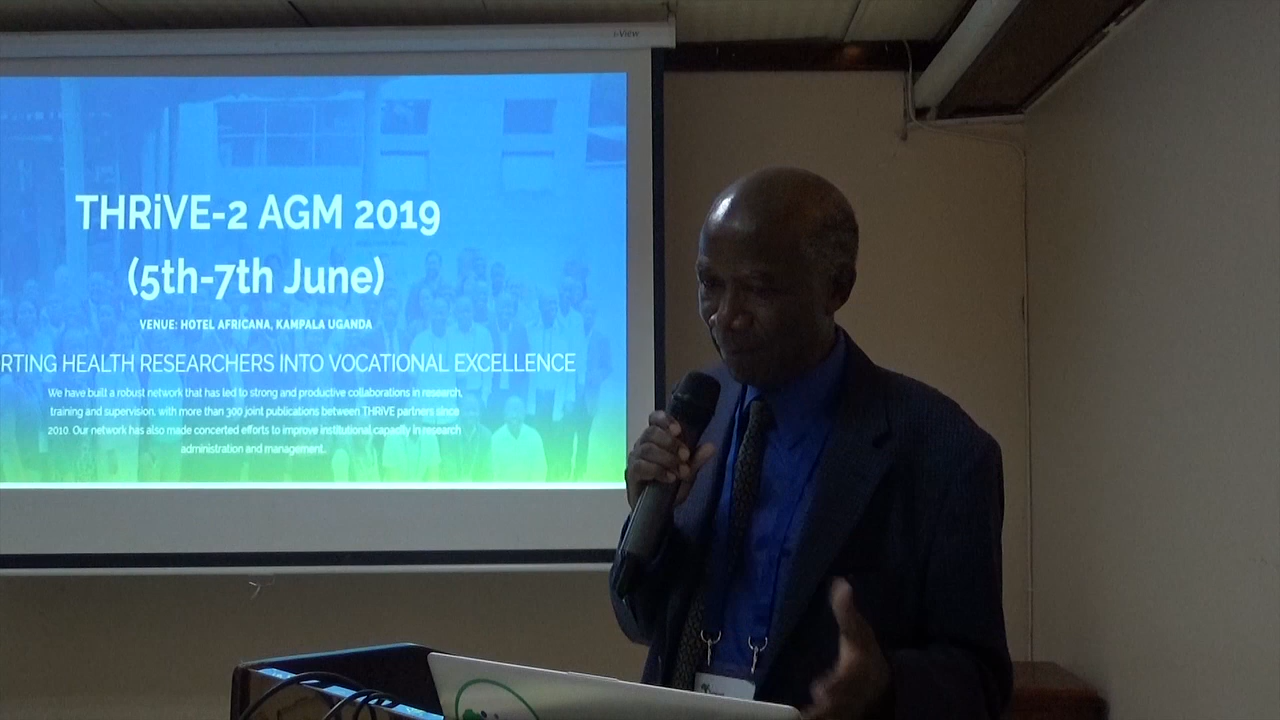 i-View
THRiVE-2 AGM 2019
(5th-7th June)
VENUE: HOTEL AFRICANA, KAMPALA UGANDA
RTING HEALTH RESEARCHERS INTO VOCATIONAL EXCELLENCE
We have built a robust network that has led to strong and productive collaborations in research,
training and supervision, with more than 300 joint publications between THRiVE partners since
2010. Our network has also made concerted efforts to improve institutional capacity in research
administration and management.